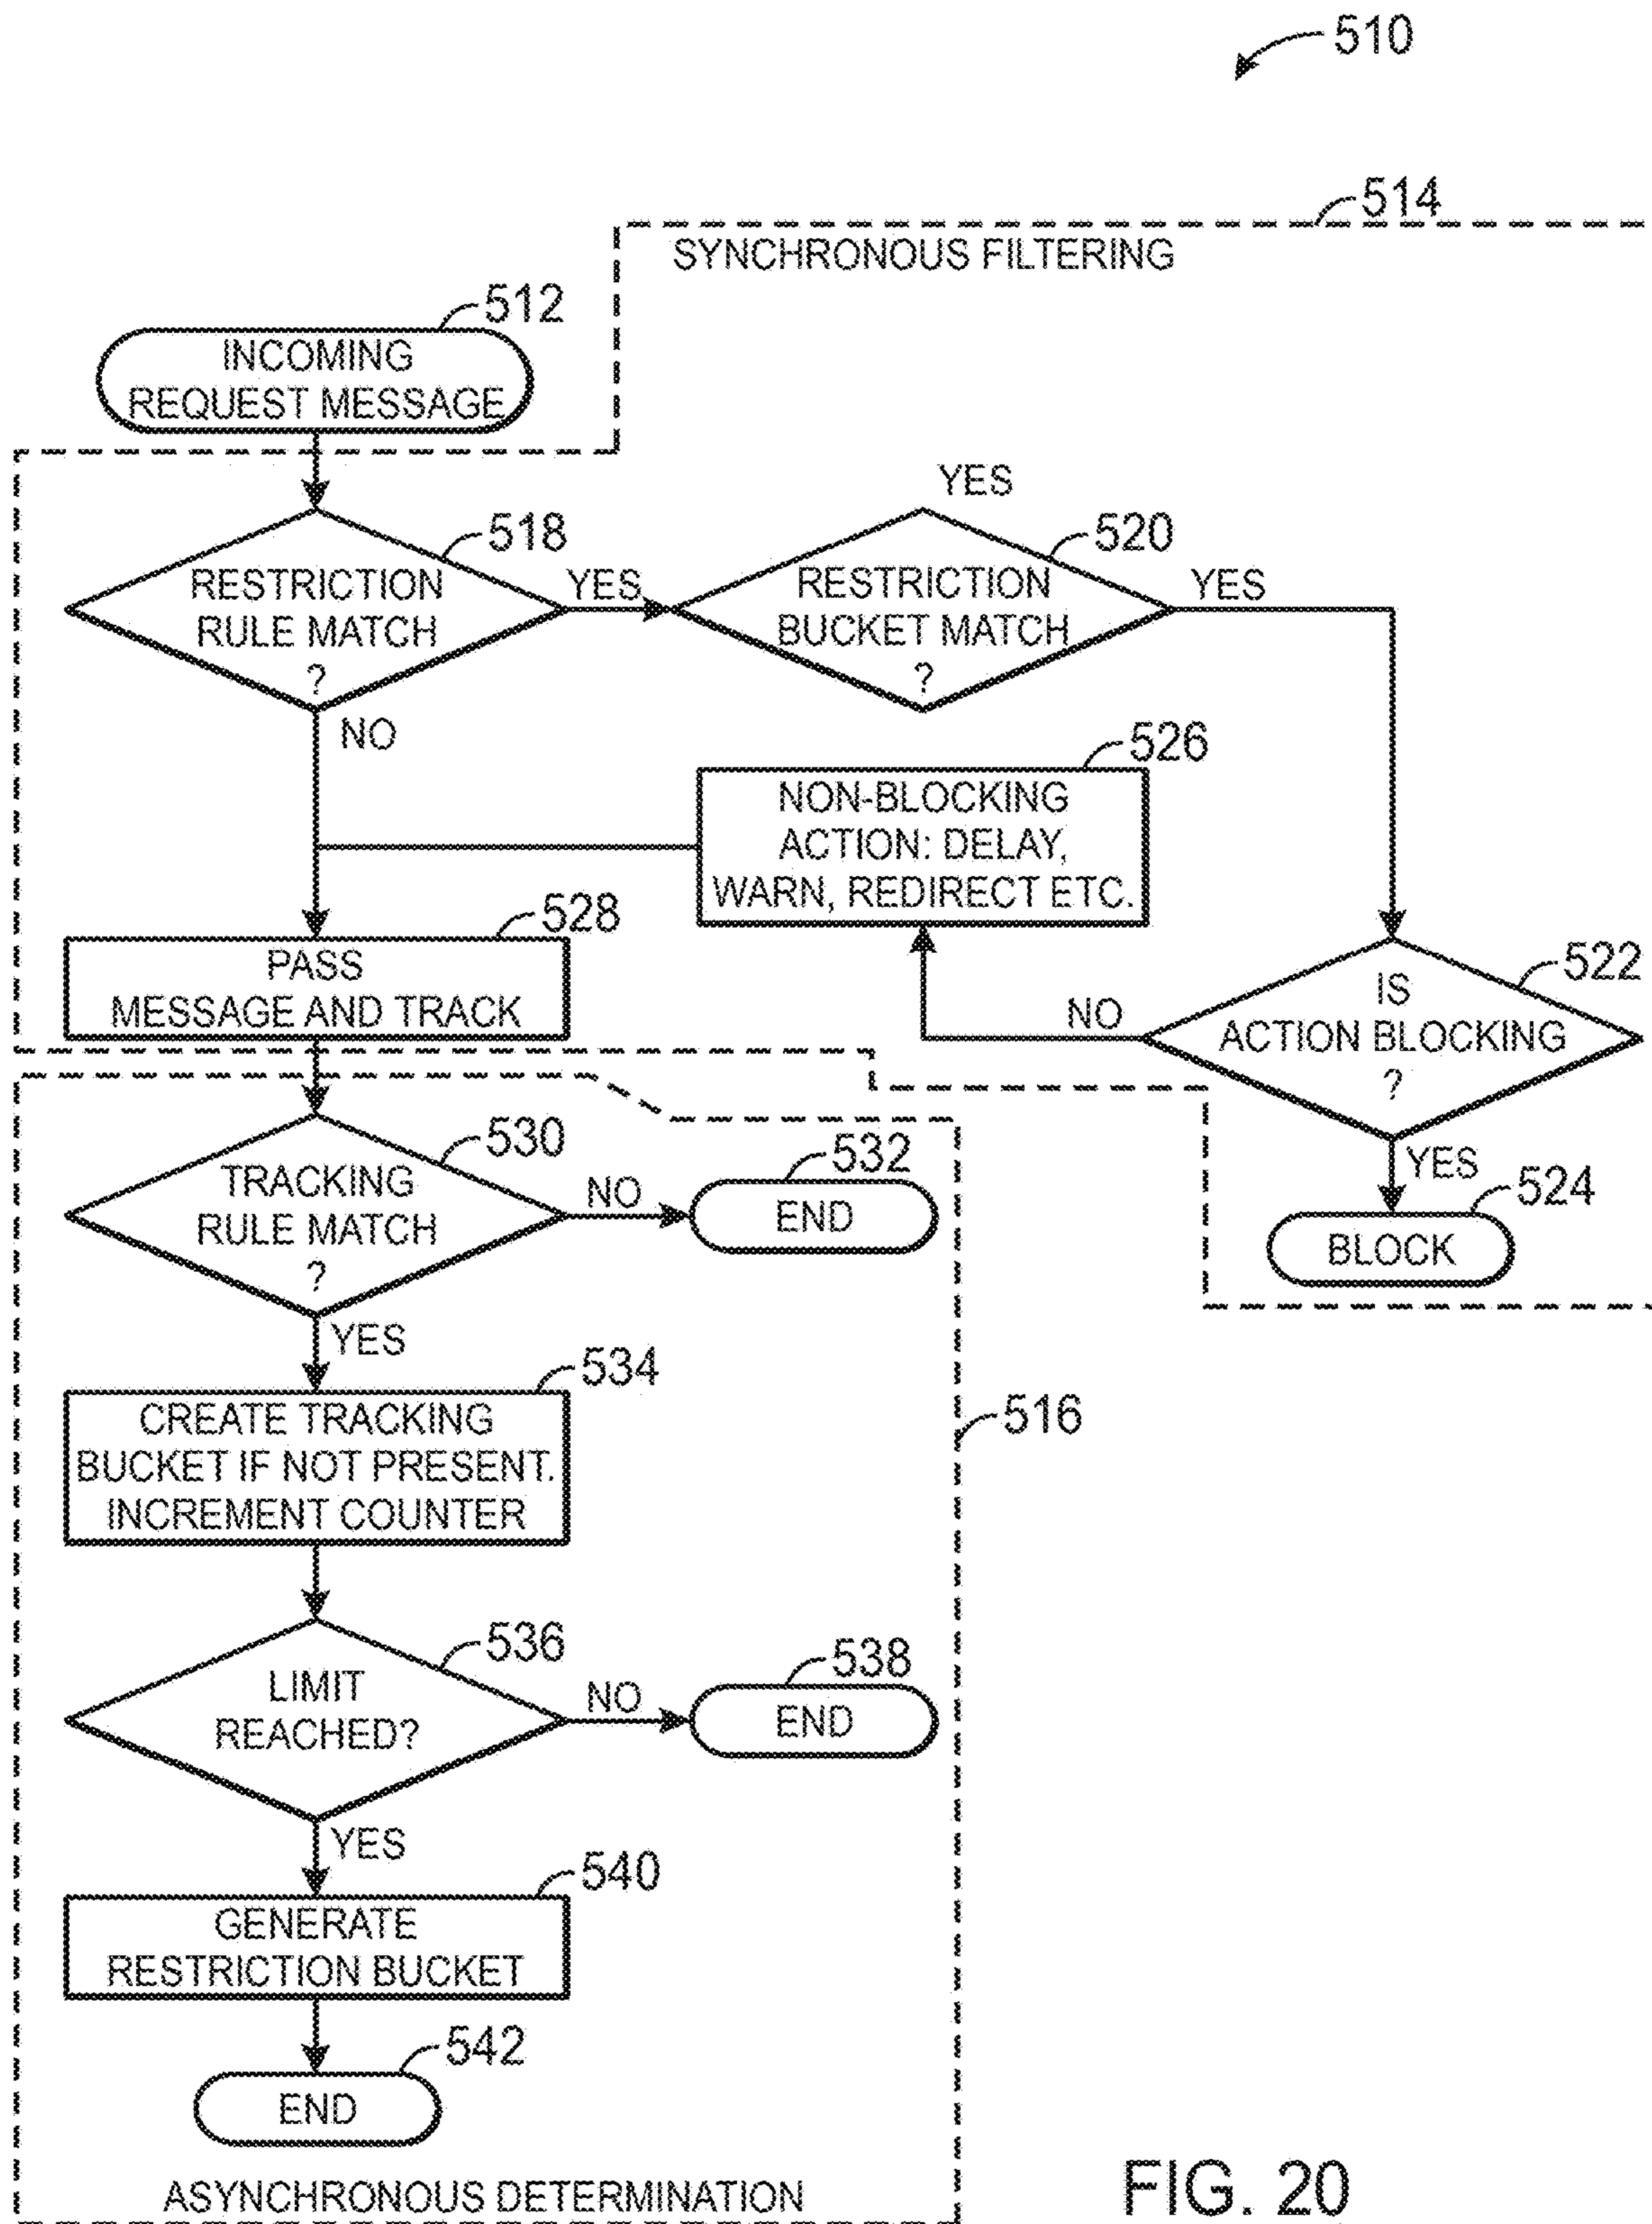 510
514
SYNCHRONOUS FILTERING
512
INCOMING
REQUEST MESSAGE
YES
518
520
RESTRICTION
RULE MATCH
?
YES
RESTRICTION
BUCKET MATCH
?
YES
NO
526
NON-BLOCKING
ACTION: DELAY,
WARN, REDIRECT ETC.
528
PASS
MESSAGE AND TRACK
522
IS
ACTION BLOCKING
?
NO
YES
524
BLOCK
530
TRACKING
RULE MATCH
?
NO
532
END
YES
534
CREATE TRACKING
BUCKET IF NOT PRESENT.
INCREMENT COUNTER
516
536
LIMIT
REACHED?
NO
538
END
YES
540
GENERATE
RESTRICTION BUCKET
542
END
ASYNCHRONOUS DETERMINATION
FIG. 20